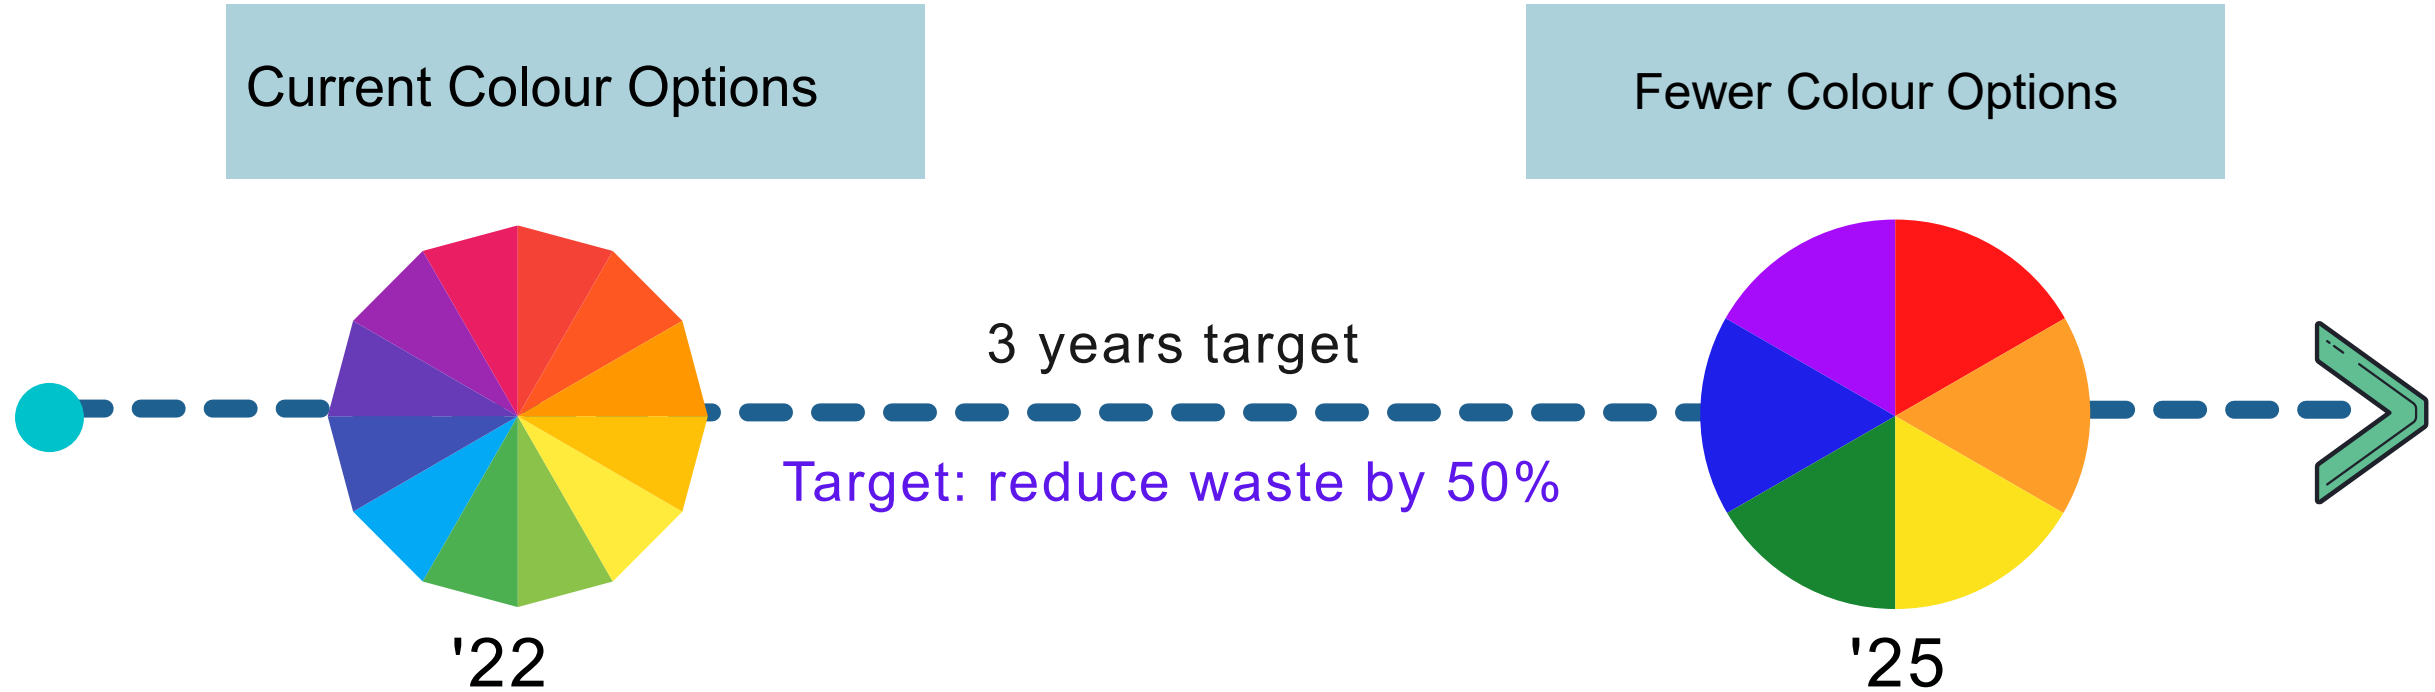 Current Colour Options
Fewer Colour Options
3 years target
Target: reduce waste by 50%
'22
'25